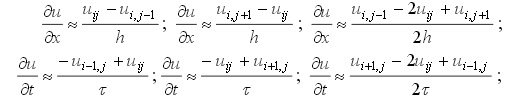 ∂u/∂x ≈ (u_{ij} − u_{i,j−1})/h ; ∂u/∂x ≈ (u_{i,j+1} − u_{ij})/h ; ∂u/∂x ≈ (u_{i,j−1} − 2u_{ij} + u_{i,j+1})/2h ;
∂u/∂t ≈ (−u_{i−1,j} + u_{ij})/τ ; ∂u/∂t ≈ (−u_{ij} + u_{i+1,j})/τ ; ∂u/∂t ≈ (u_{i+1,j} − 2u_{ij} + u_{i−1,j})/2τ ;